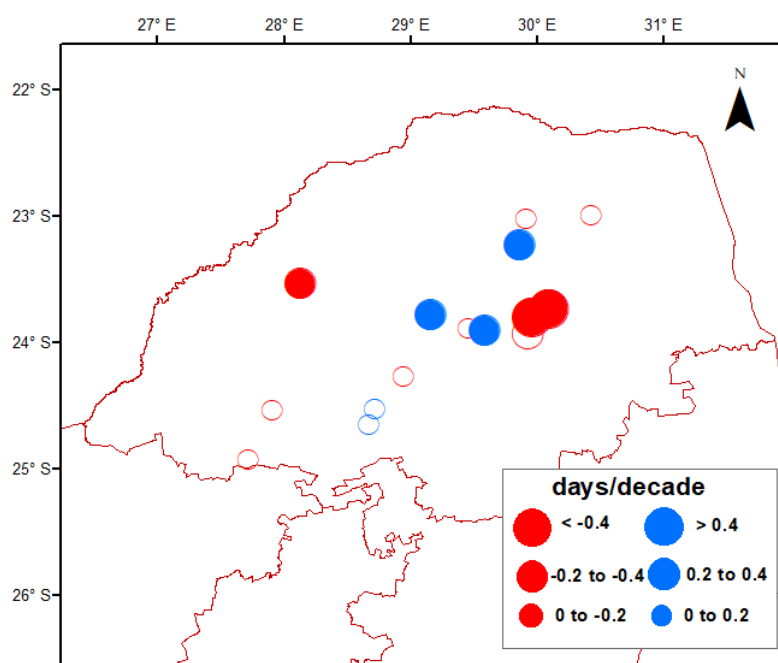 27° E 28° E 29° E 30° E 31° E
N
22° S
23° S
24° S
25° S
26° S
days/decade
< -0.4 > 0.4
-0.2 to -0.4 0.2 to 0.4
0 to -0.2 0 to 0.2